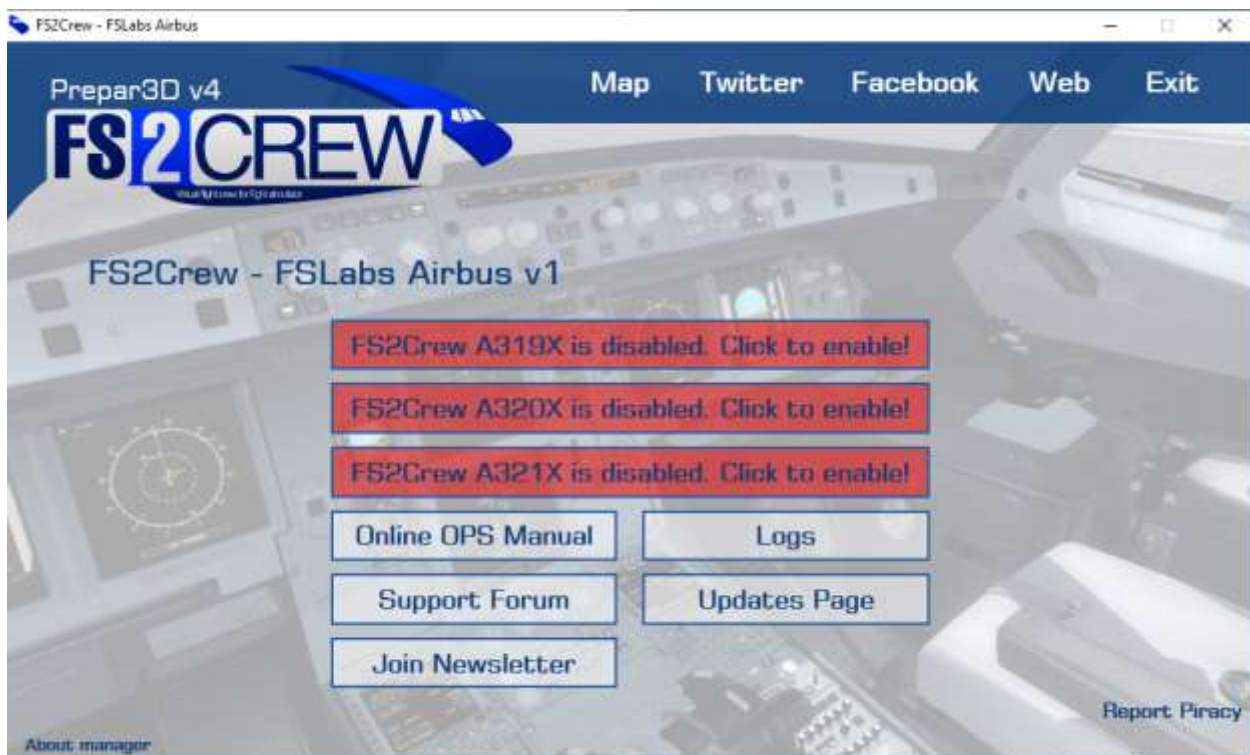 FS2Crew - FSLabs Airbus
Prepar3D v4
Map Twitter Facebook Web Exit
FS2CREW
FS2Crew - FSLabs Airbus v1
FS2Crew A319X is disabled. Click to enable!
FS2Crew A320X is disabled. Click to enable!
FS2Crew A321X is disabled. Click to enable!
Online OPS Manual Logs
Support Forum Updates Page
Join Newsletter
Report Piracy
About manager